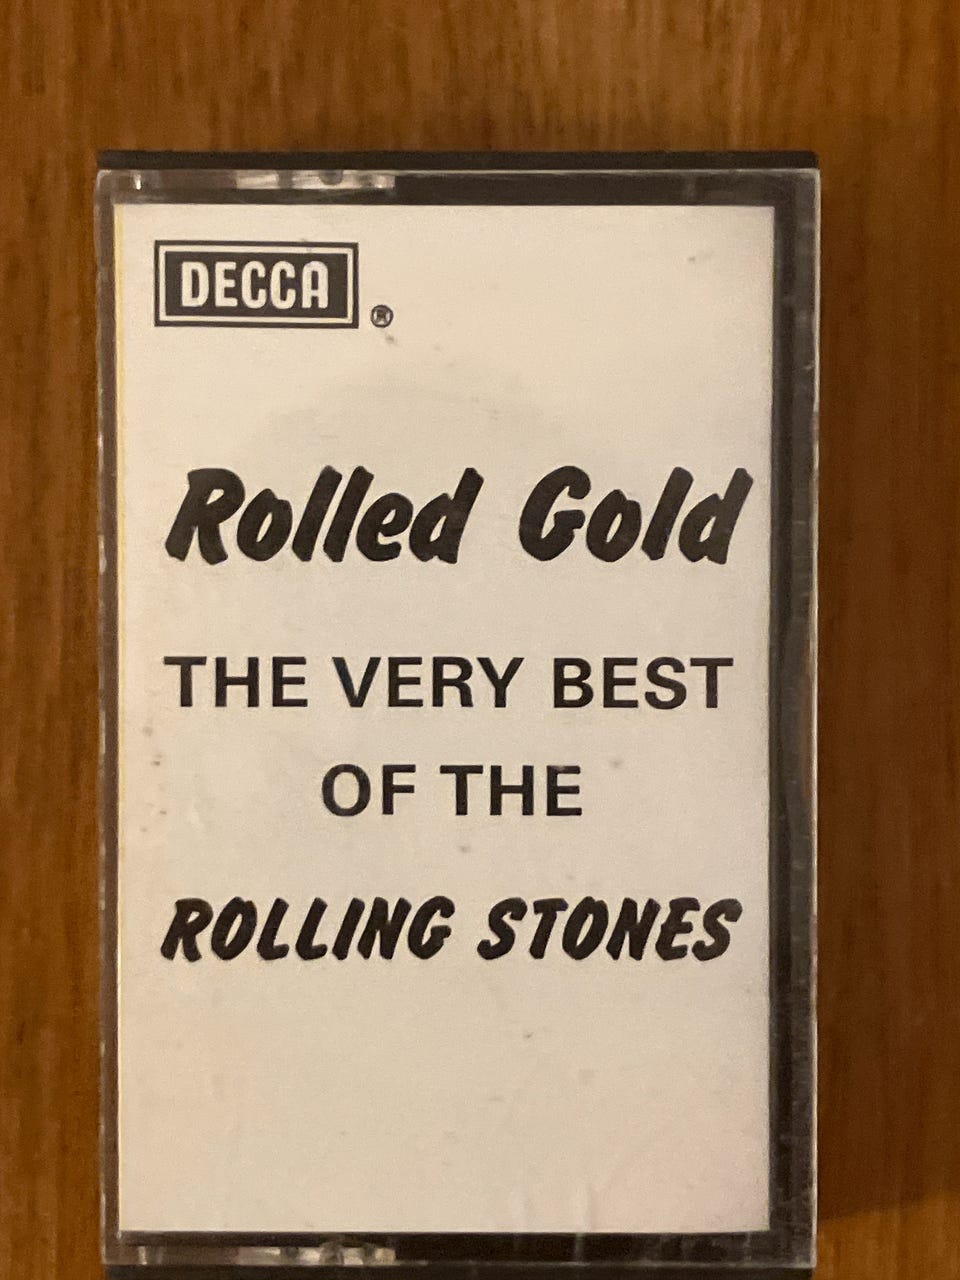 DECCA ®
Rolled Gold
THE VERY BEST
OF THE
ROLLING STONES